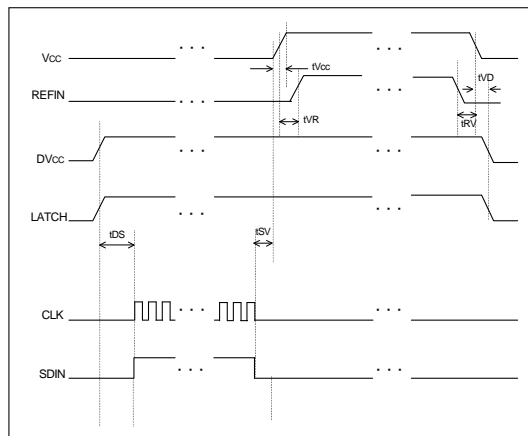 Vcc
tVcc
tVD
REFIN
tVR
tRV
DVcc
LATCH
tDS
tSV
CLK
SDIN